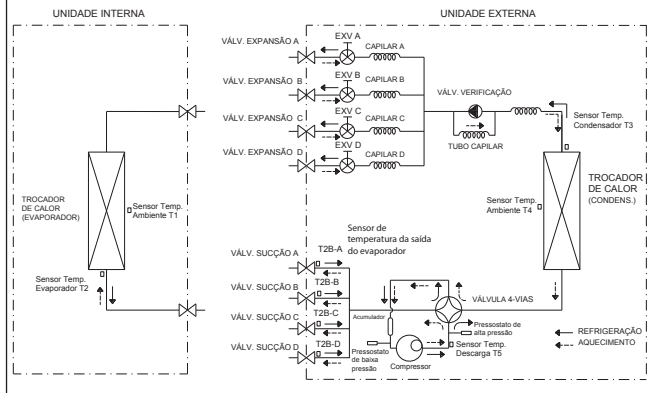 UNIDADE INTERNA
UNIDADE EXTERNA
VÁLV. EXPANSÃO A
EXV A
CAPILAR A
VÁLV. EXPANSÃO B
EXV B
CAPILAR B
VÁLV. EXPANSÃO C
EXV C
CAPILAR C
VÁLV. EXPANSÃO D
EXV D
CAPILAR D
VÁLV. VERIFICAÇÃO
TUBO CAPILAR
Sensor Temp.
Condensador T3
TROCADOR
DE CALOR
(EVAPORADOR)
Sensor Temp.
Ambiente T1
Sensor Temp.
Evaporador T2
Sensor Temp.
Ambiente T4
TROCADOR
DE CALOR
(CONDENS.)
Sensor de
temperatura da saída
do evaporador
VÁLV. SUCÇÃO A
T2B-A
VÁLV. SUCÇÃO B
T2B-B
VÁLV. SUCÇÃO C
T2B-C
VÁLV. SUCÇÃO D
T2B-D
Acumulador
VÁLVULA 4-VIAS
Pressostato de
alta pressão
Pressostato
de baixa
pressão
Compressor
Sensor Temp.
Descarga T5
REFRIGERAÇÃO
AQUECIMENTO